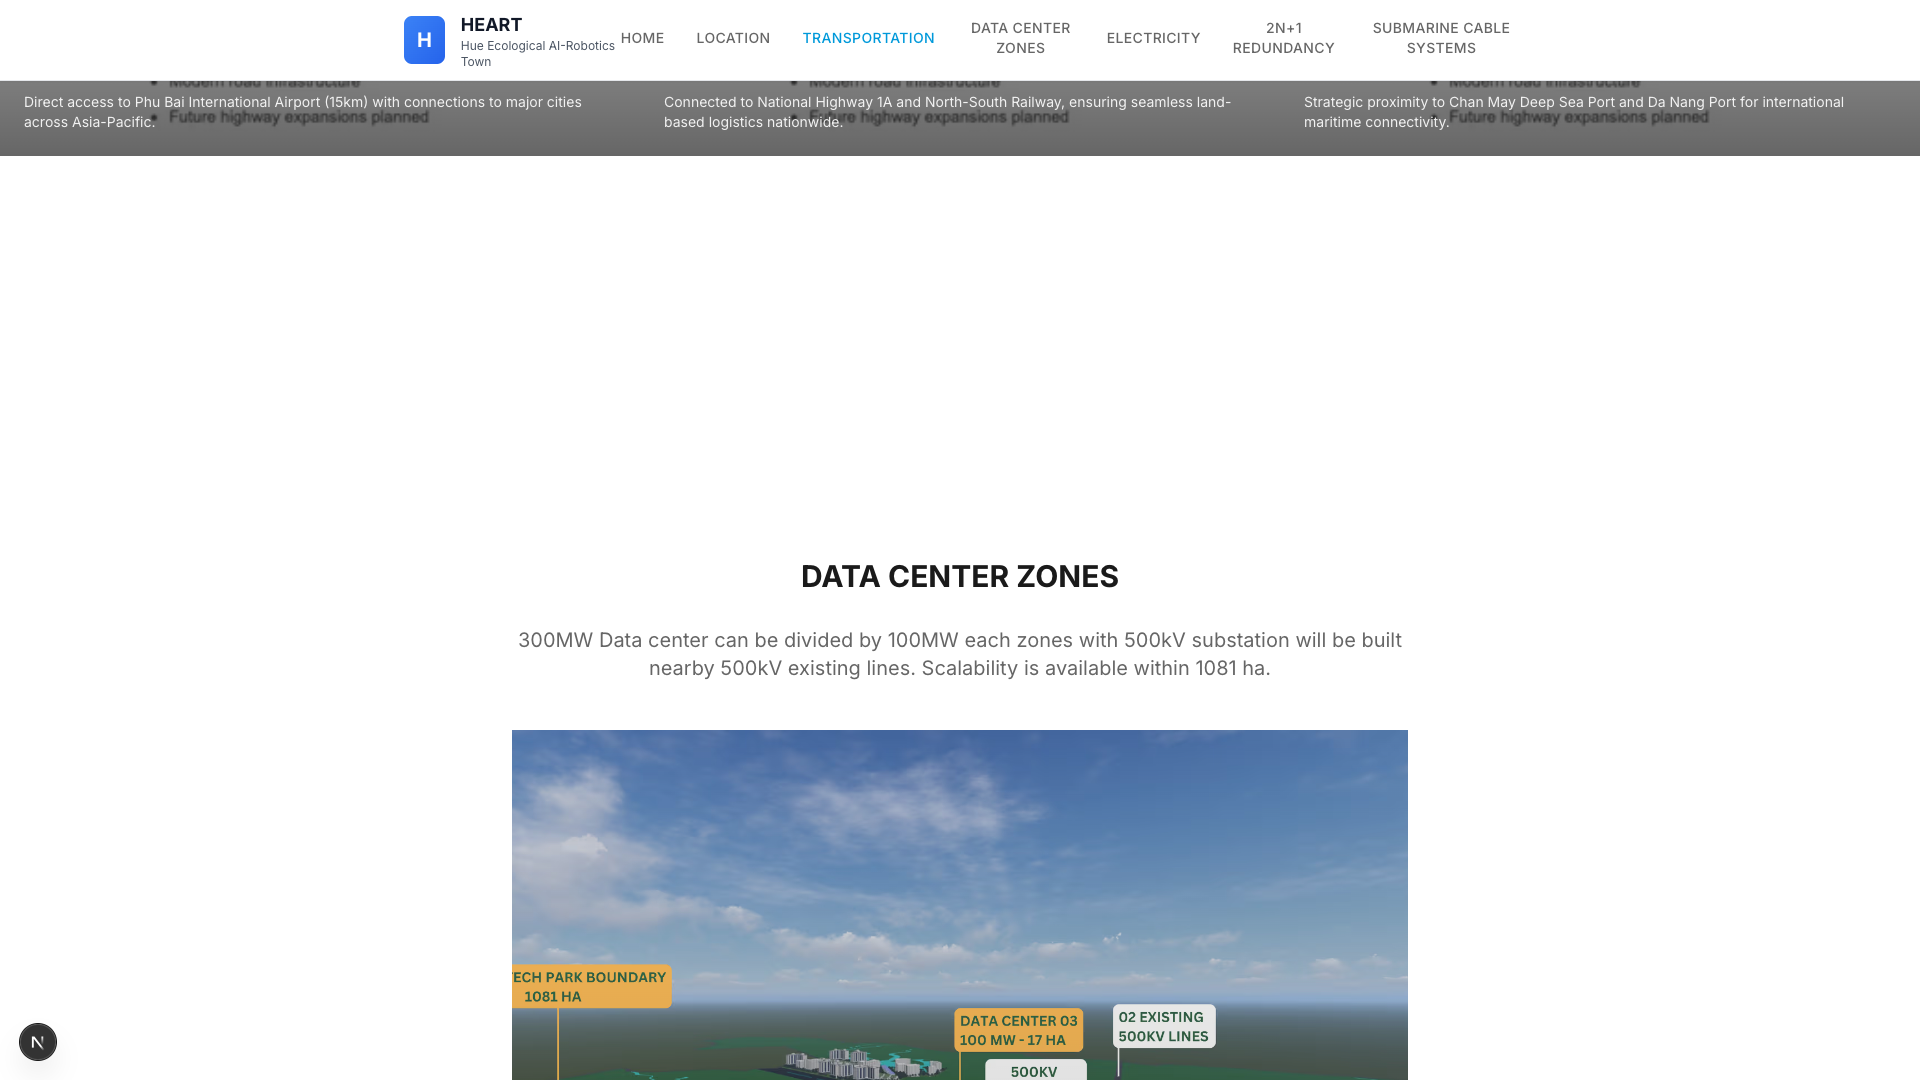 H
HEART
Hue Ecological AI-Robotics
Town
HOME
LOCATION
TRANSPORTATION
DATA CENTER
ZONES
ELECTRICITY
2N+1
REDUNDANCY
SUBMARINE CABLE
SYSTEMS
Modern road infrastructure
Direct access to Phu Bai International Airport (15km) with connections to major cities
across Asia-Pacific.
Future highway expansions planned
Modern road infrastructure
Connected to National Highway 1A and North-South Railway, ensuring seamless land-
based logistics nationwide.
Future highway expansions planned
Modern road infrastructure
Strategic proximity to Chan May Deep Sea Port and Da Nang Port for international
maritime connectivity.
Future highway expansions planned
DATA CENTER ZONES
300MW Data center can be divided by 100MW each zones with 500kV substation will be built
nearby 500kV existing lines. Scalability is available within 1081 ha.
TECH PARK BOUNDARY
1081 HA
DATA CENTER 03
100 MW - 17 HA
02 EXISTING
500KV LINES
500KV
N